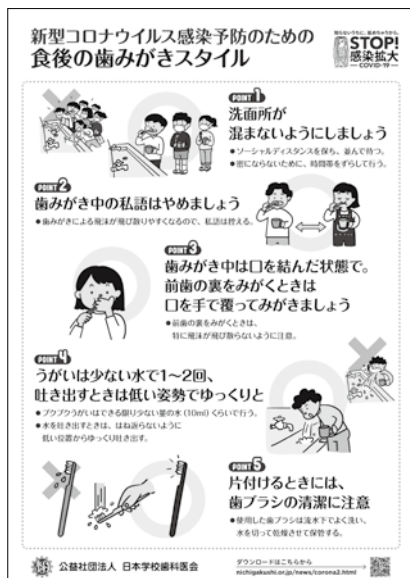 新型コロナウイルス感染予防のための
食後の歯みがきスタイル
知らないうちに、拡めちゃうから。
STOP!
感染拡大
COVID-19
POINT 1
洗面所が
混まないようにしましょう
●ソーシャルディスタンスを保ち、並んで待つ。
●密にならないために、時間帯をずらして行う。
POINT 2
歯みがき中の私語はやめましょう
●歯みがきによる飛沫が飛び散りやすくなるので、私語は控える。
POINT 3
歯みがき中は口を結んだ状態で。
前歯の裏をみがくときは
口を手で覆ってみがきましょう
●前歯の裏をみがくときは、
特に飛沫が飛び散らないように注意。
POINT 4
うがいは少ない水で1〜2回、
吐き出すときは低い姿勢でゆっくりと
●ブクブクうがいはできる限り少ない量の水(10ml)くらいで行う。
●水を吐き出すときは、はね返らないように
低い位置からゆっくり吐き出す。
POINT 5
片付けるときには、
歯ブラシの清潔に注意
●使用した歯ブラシは流水下でよく洗い、
水を切って乾燥させて保管する。
公益社団法人 日本学校歯科医会
ダウンロードはこちらから
nichigakushi.or.jp/news/corona2.html